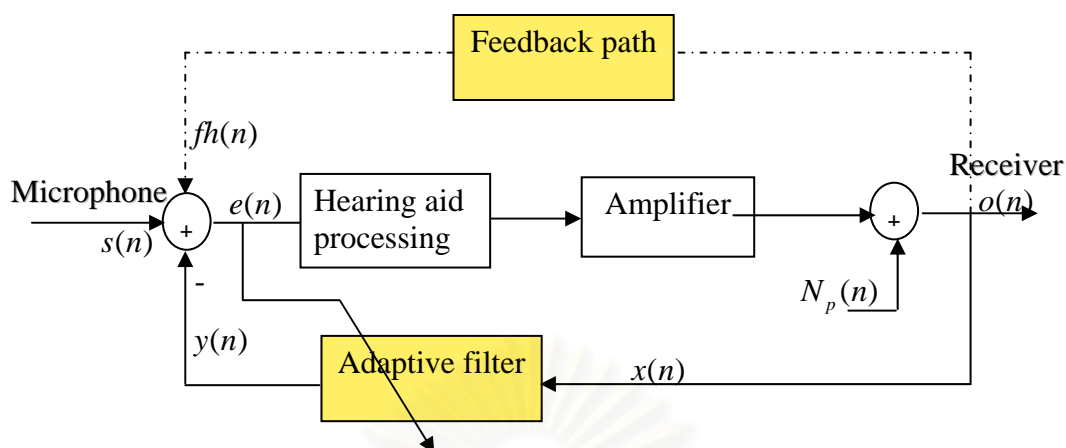 Feedback path
fh(n)
Receiver
Microphone
e(n)
Hearing aid
processing
Amplifier
o(n)
s(n)
+
+
-
N_p(n)
y(n)
Adaptive filter
x(n)